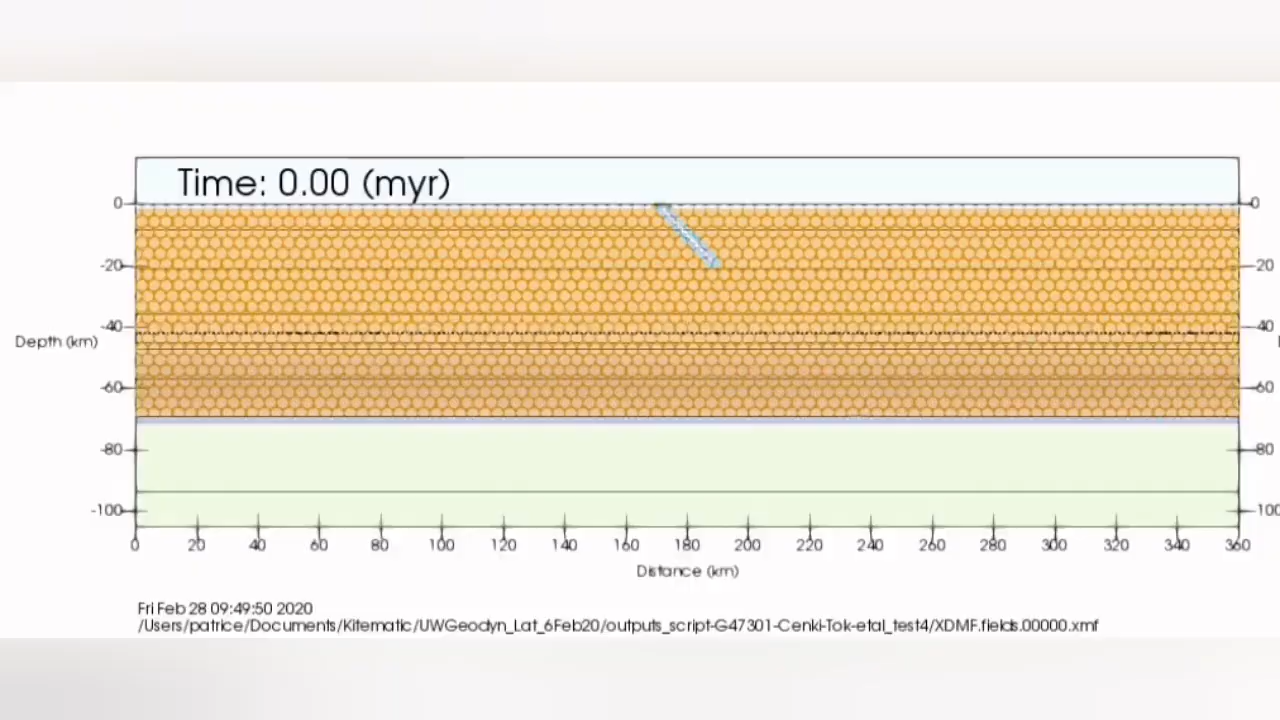 Time: 0.00 (myr)
0 0
-20 -20
-40 -40
Depth (km)
-60 -60
-80 -80
-100 -100
0 20 40 60 80 100 120 140 160 180 200 220 240 260 280 300 320 340 360
Distance (km)
Fri Feb 28 09:49:50 2020
/Users/patrice/Documents/Kitematic/UWGeodyn_Lat_6Feb20/outputs_script-G47301-Cenki-Tok-etal_test4/XDMF.fields.00000.xmf